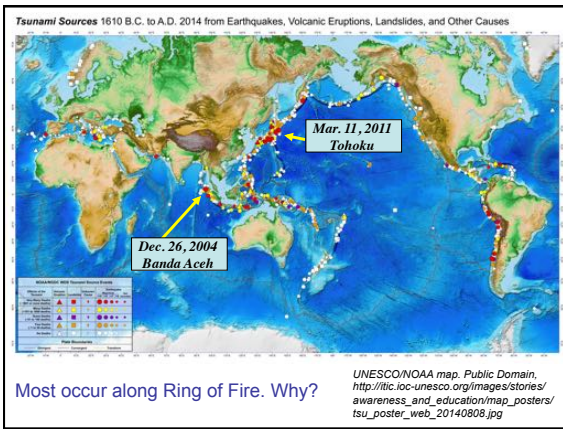 Tsunami Sources 1610 B.C. to A.D. 2014 from Earthquakes, Volcanic Eruptions, Landslides, and Other Causes
Mar. 11, 2011
Tohoku
Dec. 26, 2004
Banda Aceh
Plate Boundaries
Most occur along Ring of Fire. Why?
UNESCO/NOAA map. Public Domain,
http://itic.ioc-unesco.org/images/stories/
awareness_and_education/map_posters/
tsu_poster_web_20140808.jpg